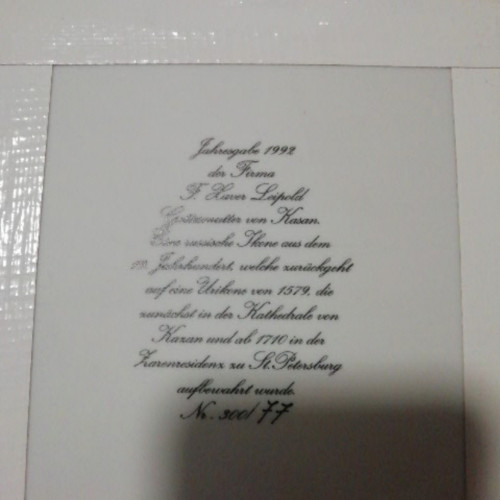 Jahresgabe 1992
der Firma
F. Xaver Leipold
Gottesmutter von Kasan.
Eine russische Ikone aus dem
19. Jahrhundert, welche zurückgeht
auf eine Urikone von 1579, die
zunächst in der Kathedrale von
Kazan und ab 1710 in der
Zarenresidenz zu St. Petersburg
aufbewahrt wurde.
Nr. 300/77